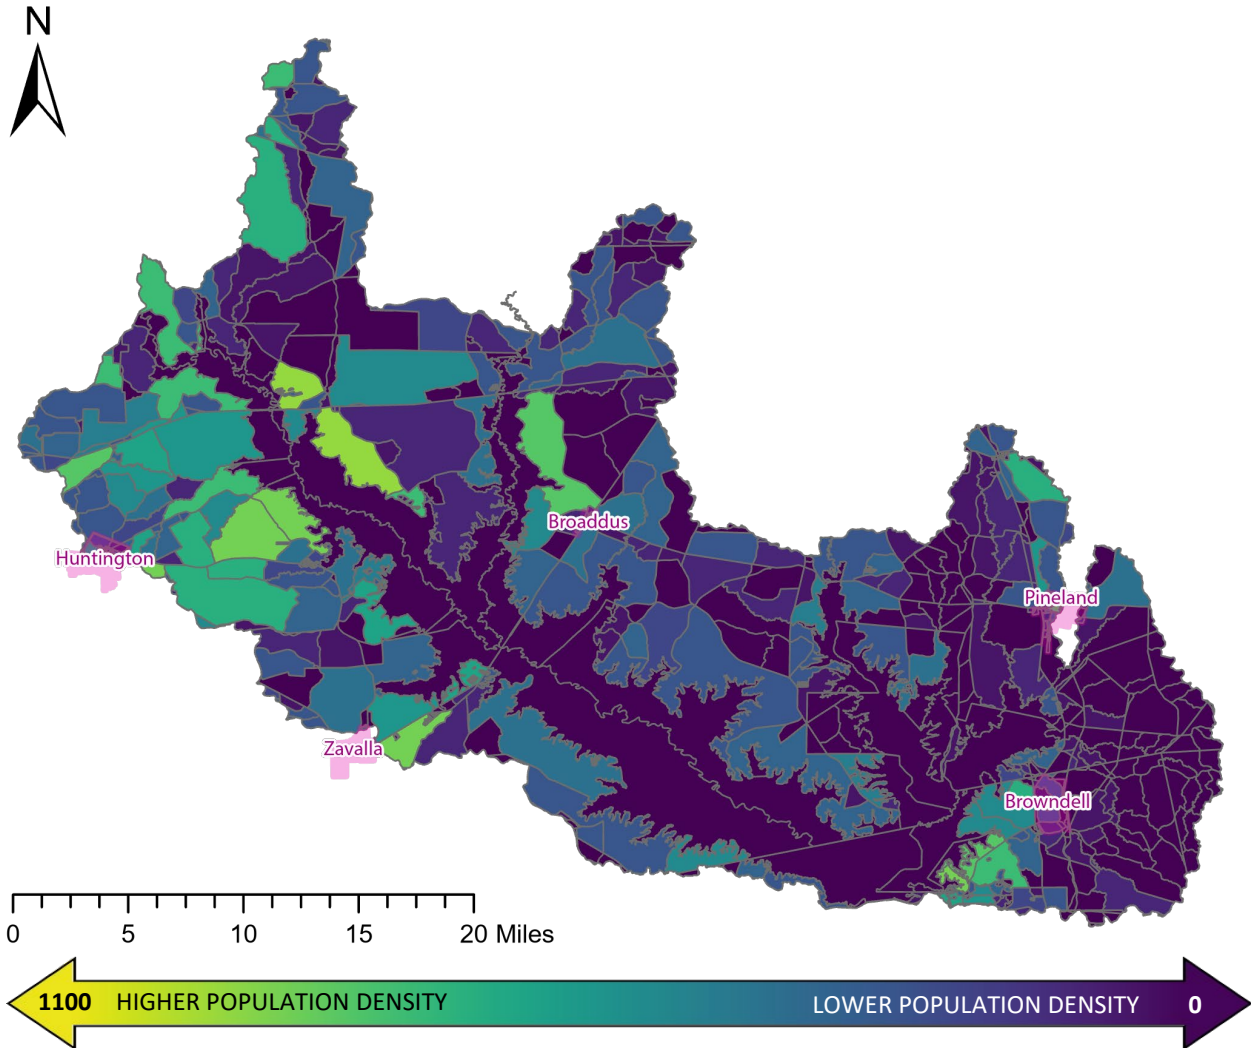 N
Broaddus
Huntington
Pineland
Zavalla
Browndell
0 5 10 15 20 Miles
1100 HIGHER POPULATION DENSITY LOWER POPULATION DENSITY 0